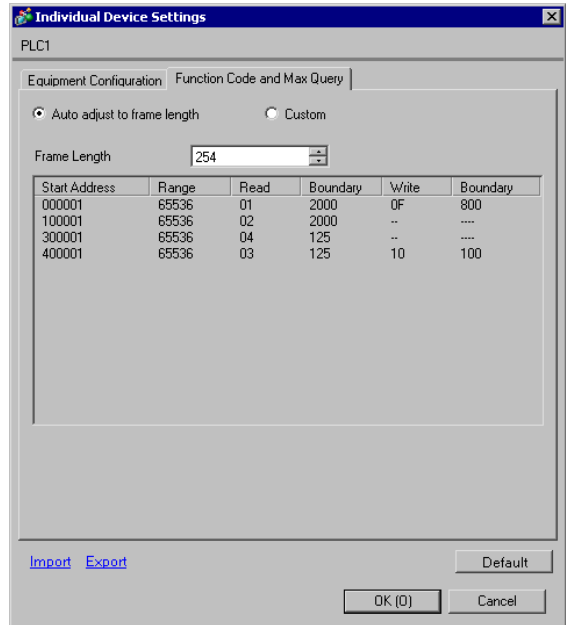 Individual Device Settings
PLC1
Equipment Configuration Function Code and Max Query
Auto adjust to frame length Custom
Frame Length 254
Start Address Range Read Boundary Write Boundary
000001 65536 01 2000 0F 800
100001 65536 02 2000 -- ----
300001 65536 04 125 -- ----
400001 65536 03 125 10 100
Import Export Default
OK (O) Cancel